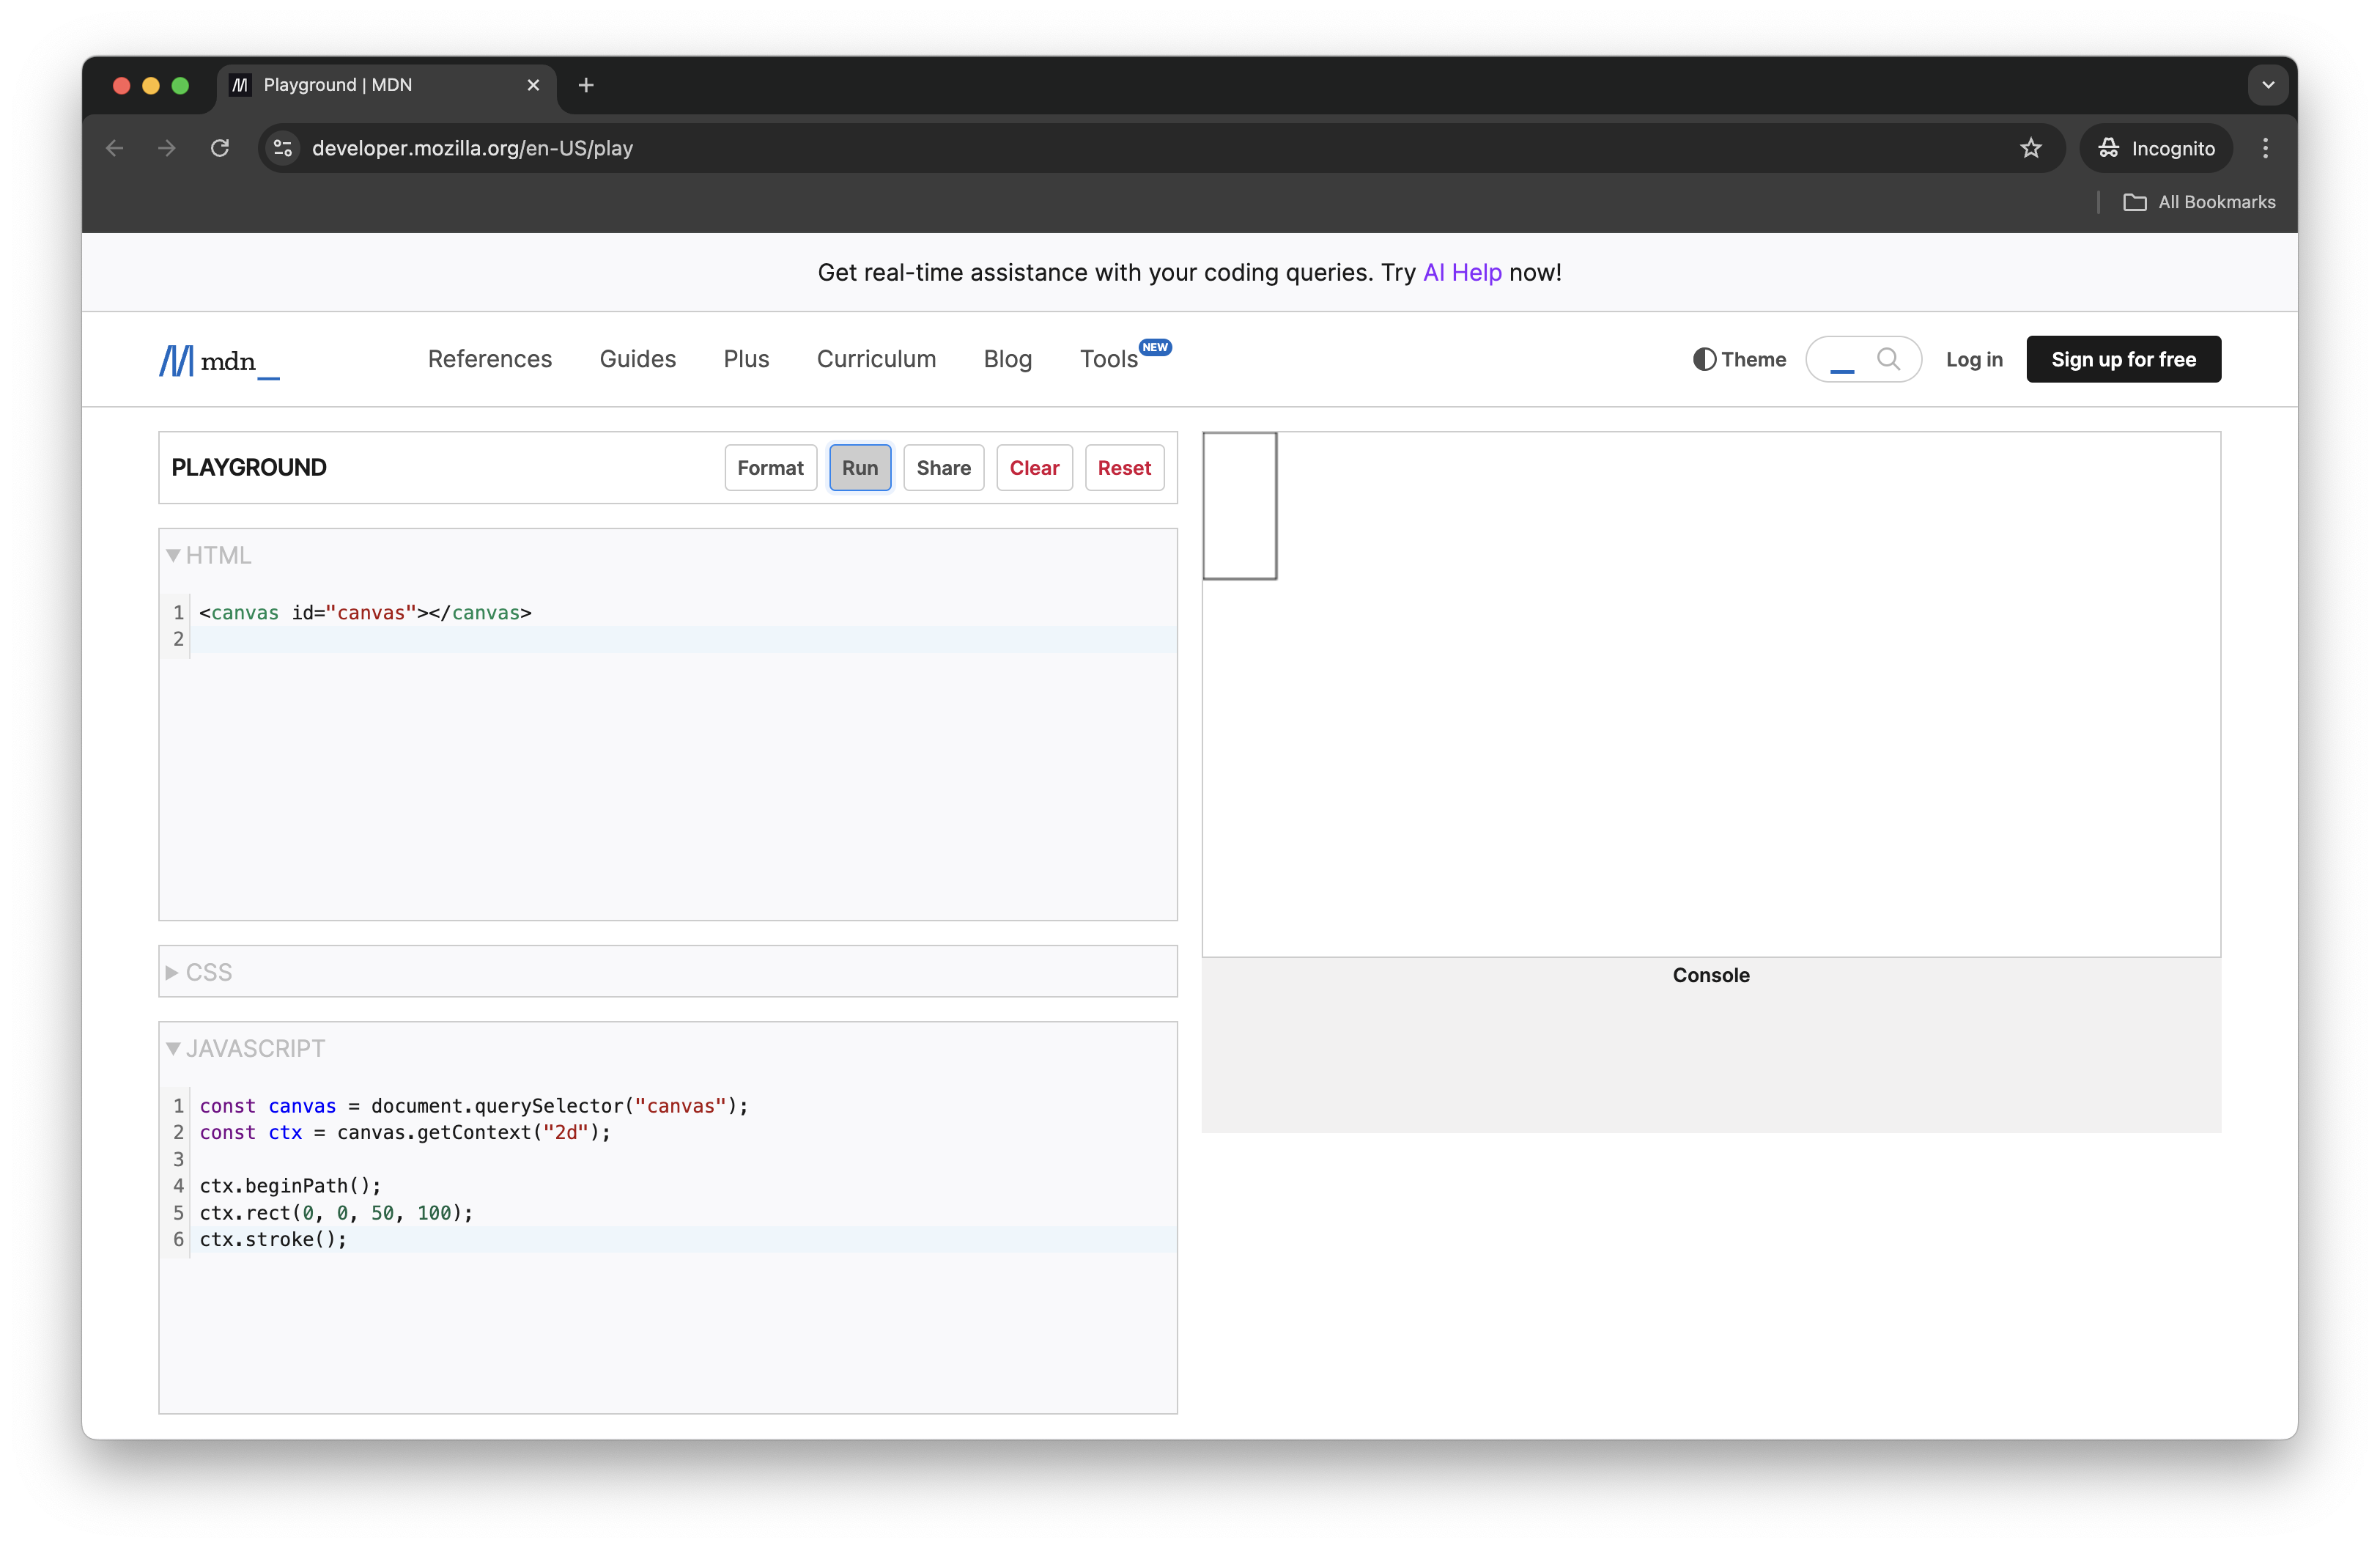 Playground | MDN
developer.mozilla.org/en-US/play
Incognito
All Bookmarks
Get real-time assistance with your coding queries. Try AI Help now!
mdn_
References Guides Plus Curriculum Blog Tools NEW
Theme Log in Sign up for free
PLAYGROUND
Format Run Share Clear Reset
HTML
1 <canvas id="canvas"></canvas>
2
CSS
JAVASCRIPT
1 const canvas = document.querySelector("canvas");
2 const ctx = canvas.getContext("2d");
3
4 ctx.beginPath();
5 ctx.rect(0, 0, 50, 100);
6 ctx.stroke();
Console